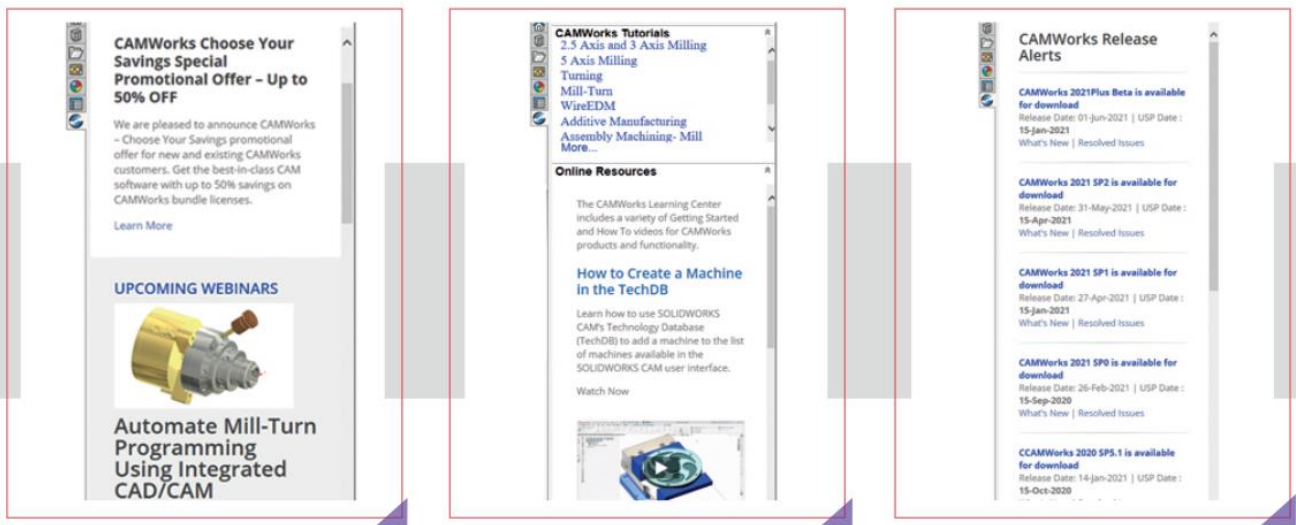 CAMWorks Choose Your
Savings Special
Promotional Offer – Up to
50% OFF
We are pleased to announce CAMWorks
– Choose Your Savings promotional
offer for new and existing CAMWorks
customers. Get the best-in-class CAM
software with up to 50% savings on
CAMWorks bundle licenses.
Learn More
UPCOMING WEBINARS
Automate Mill-Turn
Programming
Using Integrated
CAD/CAM
CAMWorks Tutorials
2.5 Axis and 3 Axis Milling
5 Axis Milling
Turning
Mill-Turn
WireEDM
Additive Manufacturing
Assembly Machining- Mill
More...
Online Resources
The CAMWorks Learning Center
includes a variety of Getting Started
and How To videos for CAMWorks
products and functionality.
How to Create a Machine
in the TechDB
Learn how to use SOLIDWORKS
CAM's Technology Database
(TechDB) to add a machine to the list
of machines available in the
SOLIDWORKS CAM user interface.
Watch Now
CAMWorks Release
Alerts
CAMWorks 2021Plus Beta is available
for download
Release Date: 01-Jun-2021 | USP Date :
15-Jan-2021
What's New | Resolved Issues
CAMWorks 2021 SP2 is available for
download
Release Date: 31-May-2021 | USP Date :
15-Apr-2021
What's New | Resolved Issues
CAMWorks 2021 SP1 is available for
download
Release Date: 27-Apr-2021 | USP Date :
15-Jan-2021
What's New | Resolved Issues
CAMWorks 2021 SP0 is available for
download
Release Date: 26-Feb-2021 | USP Date :
15-Sep-2020
What's New | Resolved Issues
CCAMWorks 2020 SP5.1 is available
for download
Release Date: 14-Jan-2021 | USP Date :
15-Oct-2020